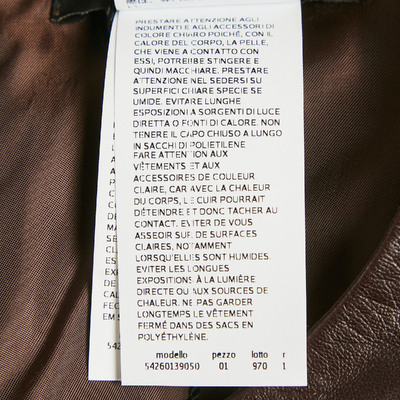 PRESTARE ATTENZIONE AGLI
INDUMENTI E AGLI ACCESSORI DI
COLORE CHIARO POICHÉ, CON IL
CALORE DEL CORPO, LA PELLE,
CHE VIENE A CONTATTO CON
ESSI, POTREBBE STINGERE E
QUINDI MACCHIARE. PRESTARE
ATTENZIONE NEL SEDERSI SU
SUPERFICI CHIARE SPECIE SE
UMIDE. EVITARE LUNGHE
ESPOSIZIONI A SORGENTI DI LUCE
DIRETTA O FONTI DI CALORE. NON
TENERE IL CAPO CHIUSO A LUNGO
IN SACCHI DI POLIETILENE
FARE ATTENTION AUX
VÊTEMENTS ET AUX
ACCESSOIRES DE COULEUR
CLAIRE, CAR AVEC LA CHALEUR
DU CORPS, LE CUIR POURRAIT
DÉTEINDRE ET DONC TACHER AU
CONTACT. EVITER DE VOUS
ASSEOIR SUR DE SURFACES
CLAIRES, NOTAMMENT
LORSQU'ELLES SONT HUMIDES.
EVITER LES LONGUES
EXPOSITIONS À LA LUMIÈRE
DIRECTE OU AUX SOURCES DE
CHALEUR. NE PAS GARDER
LONGTEMPS LE VÊTEMENT
FERMÉ DANS DES SACS EN
POLYÉTHYLÈNE.
modello pezzo lotto r
54260139050 01 970 1